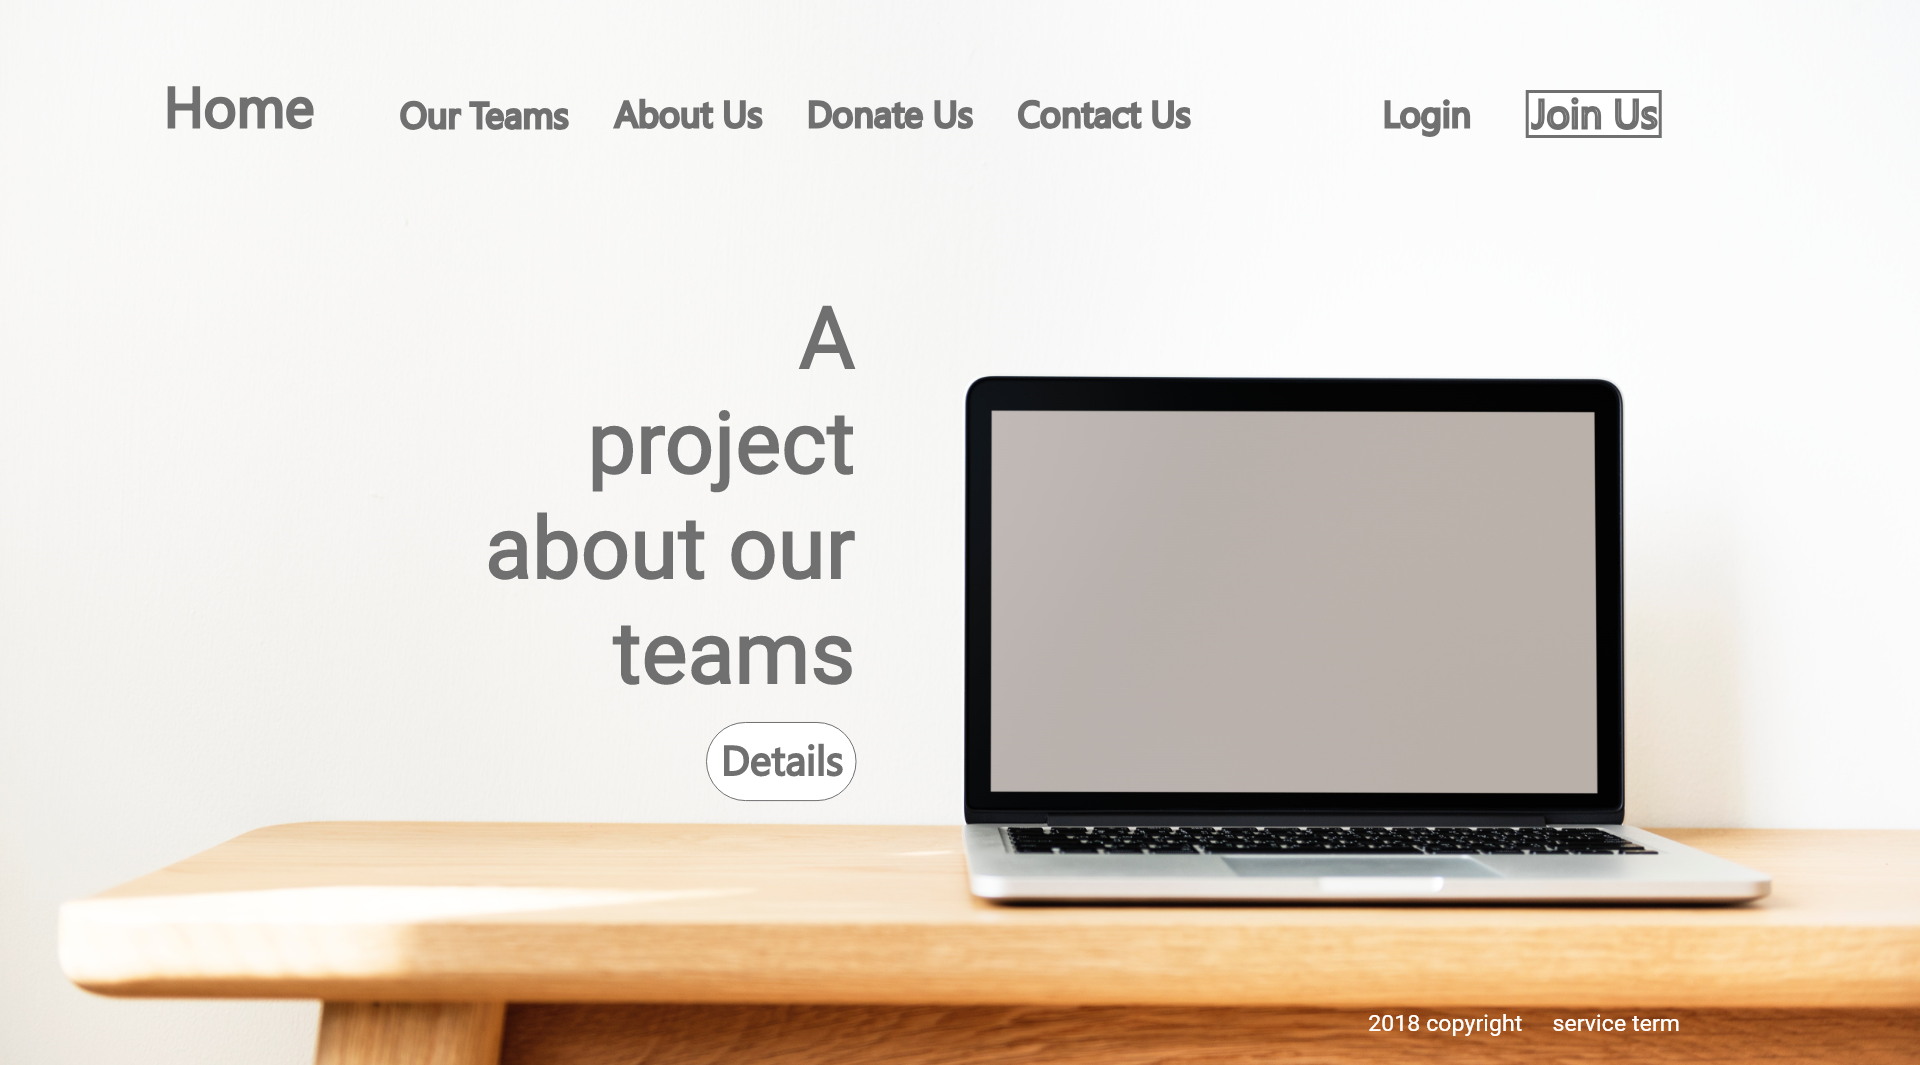 Home Our Teams About Us Donate Us Contact Us Login Join Us
A
project
about our
teams
Details
2018 copyright service term